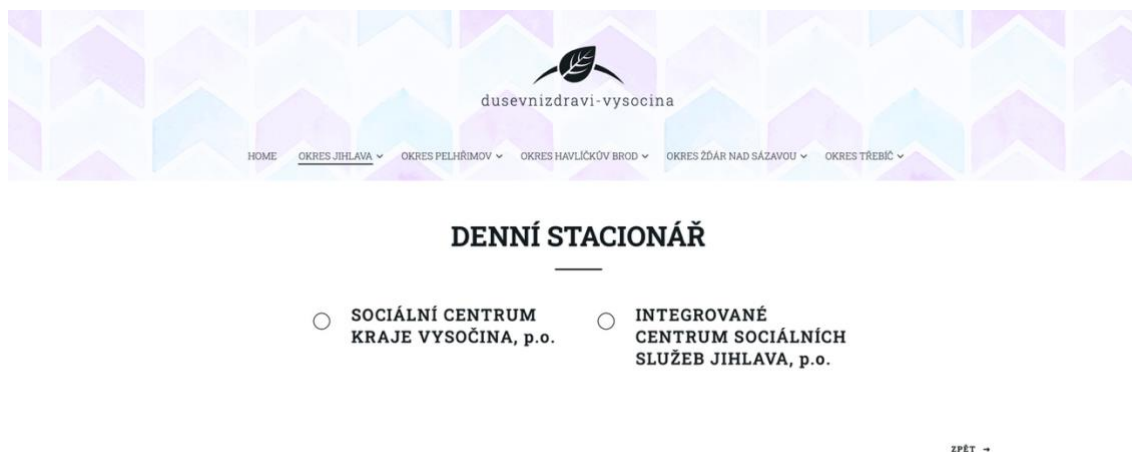 dusevnizdravi-vysocina
HOME OKRES JIHLAVA OKRES PELHŘIMOV OKRES HAVLÍČKŮV BROD OKRES ŽĎÁR NAD SÁZAVOU OKRES TŘEBÍČ
DENNÍ STACIONÁŘ
SOCIÁLNÍ CENTRUM
KRAJE VYSOČINA, p.o.
INTEGROVANÉ
CENTRUM SOCIÁLNÍCH
SLUŽEB JIHLAVA, p.o.
ZPĚT →